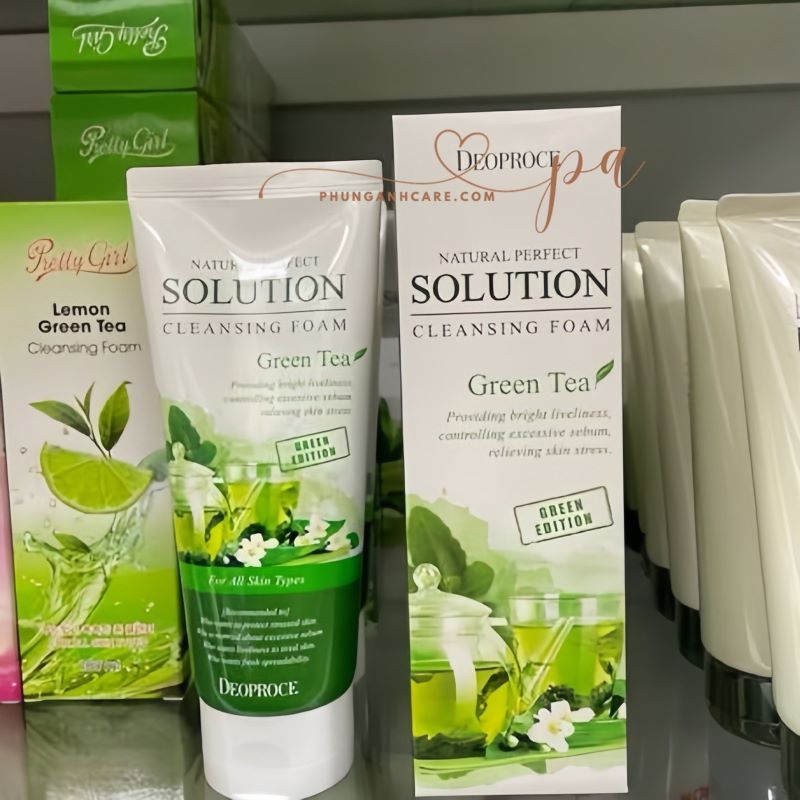 Pretty Girl
Pretty Girl
Pretty Girl
Lemon
Green Tea
Cleansing Foam
NATURAL PERFECT
SOLUTION
CLEANSING FOAM
Green Tea
Providing bright liveliness,
controlling excessive sebum,
relieving skin stress
GREEN
EDITION
For All Skin Types
DEOPROCE
DEOPROCE
pa
PHUNGANHCARE.COM
NATURAL PERFECT
SOLUTION
CLEANSING FOAM
Green Tea
Providing bright liveliness,
controlling excessive sebum,
relieving skin stress.
GREEN
EDITION